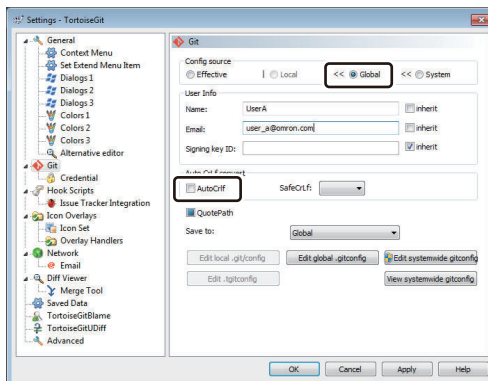 Settings - TortoiseGit
General
Context Menu
Set Extend Menu Item
Dialogs 1
Dialogs 2
Dialogs 3
Colors 1
Colors 2
Colors 3
Alternative editor
Git
Credential
Hook Scripts
Issue Tracker Integration
Icon Overlays
Icon Set
Overlay Handlers
Network
Email
Diff Viewer
Merge Tool
Saved Data
TortoiseGitBlame
TortoiseGitUDiff
Advanced
Git
Config source
Effective | Local << Global << System
User Info
Name: UserA inherit
Email: user_a@omron.com inherit
Signing key ID: inherit
Auto CrLf convert
AutoCrlf SafeCrLf:
QuotePath
Save to: Global
Edit local .git/config Edit global .gitconfig Edit systemwide gitconfig
Edit .tgitconfig View systemwide gitconfig
OK Cancel Apply Help